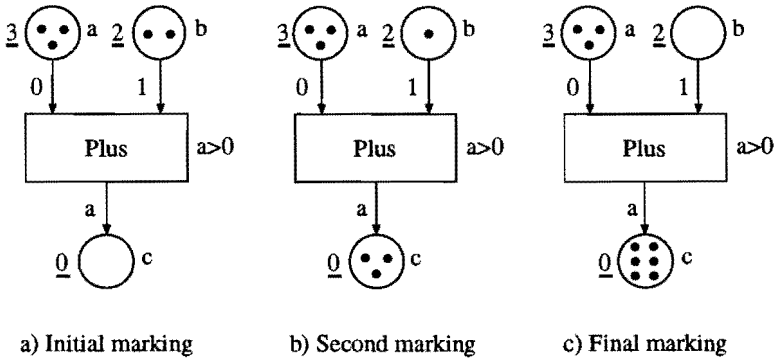 3 a 2 b 3 a 2 b 3 a 2 b
0 1 0 1 0 1
Plus a>0 Plus a>0 Plus a>0
a a a
0 c 0 c 0 c
a) Initial marking b) Second marking c) Final marking